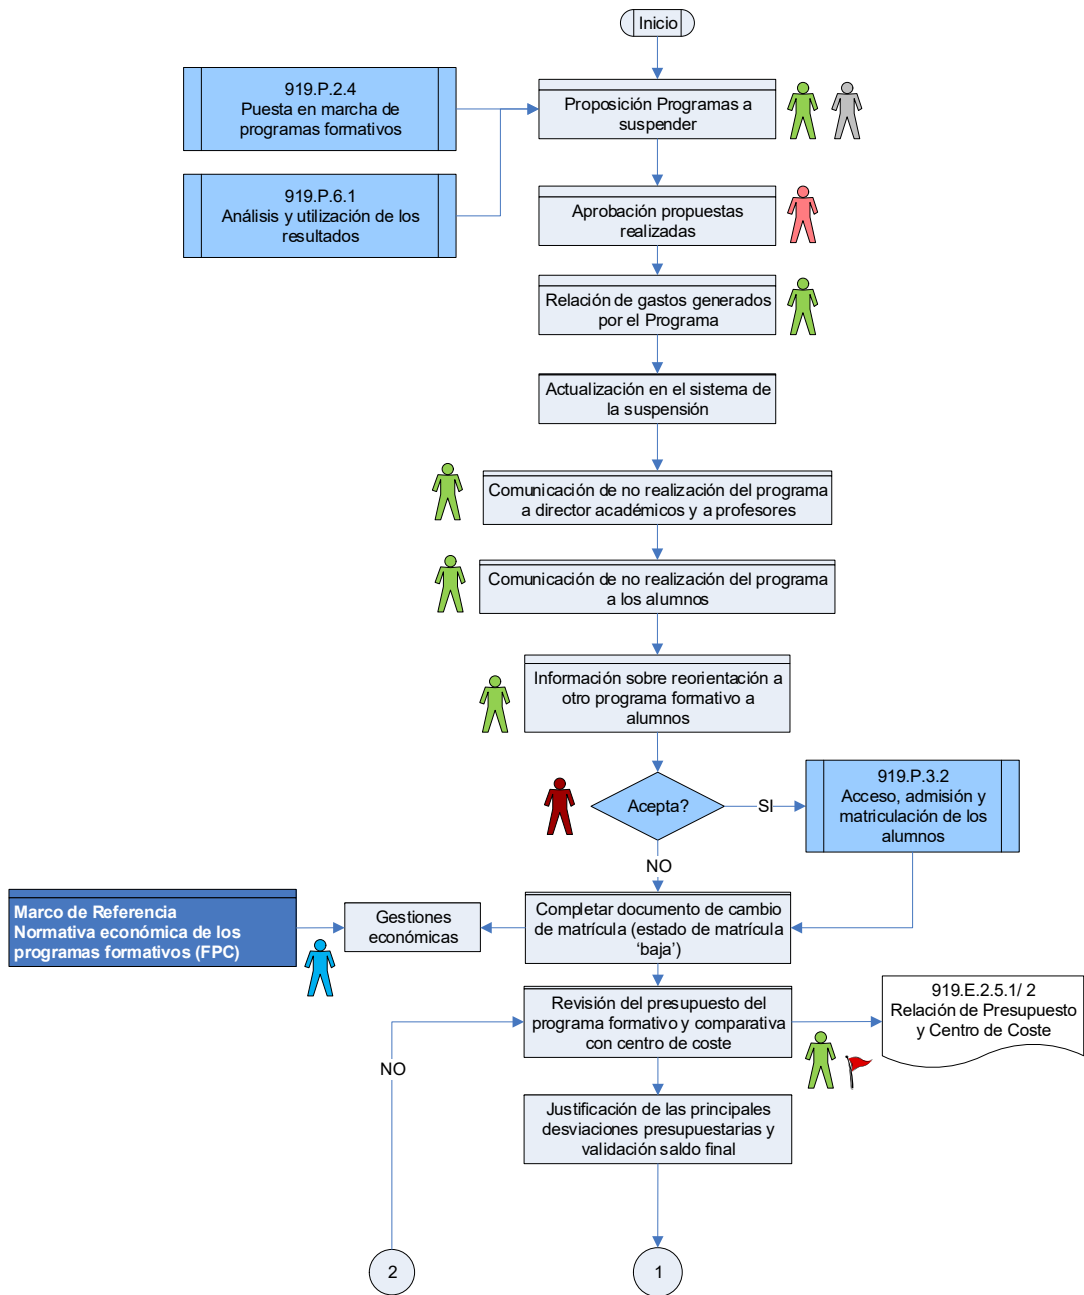 Inicio
919.P.2.4
Puesta en marcha de
programas formativos
Proposición Programas a
suspender
919.P.6.1
Análisis y utilización de los
resultados
Aprobación propuestas
realizadas
Relación de gastos generados
por el Programa
Actualización en el sistema de
la suspensión
Comunicación de no realización del programa
a director académicos y a profesores
Comunicación de no realización del programa
a los alumnos
Información sobre reorientación a
otro programa formativo a
alumnos
Acepta?
SI
919.P.3.2
Acceso, admisión y
matriculación de los
alumnos
NO
Marco de Referencia
Normativa económica de los
programas formativos (FPC)
Gestiones
económicas
Completar documento de cambio
de matrícula (estado de matrícula
‘baja’)
Revisión del presupuesto del
programa formativo y comparativa
con centro de coste
919.E.2.5.1/ 2
Relación de Presupuesto
y Centro de Coste
NO
Justificación de las principales
desviaciones presupuestarias y
validación saldo final
2
1